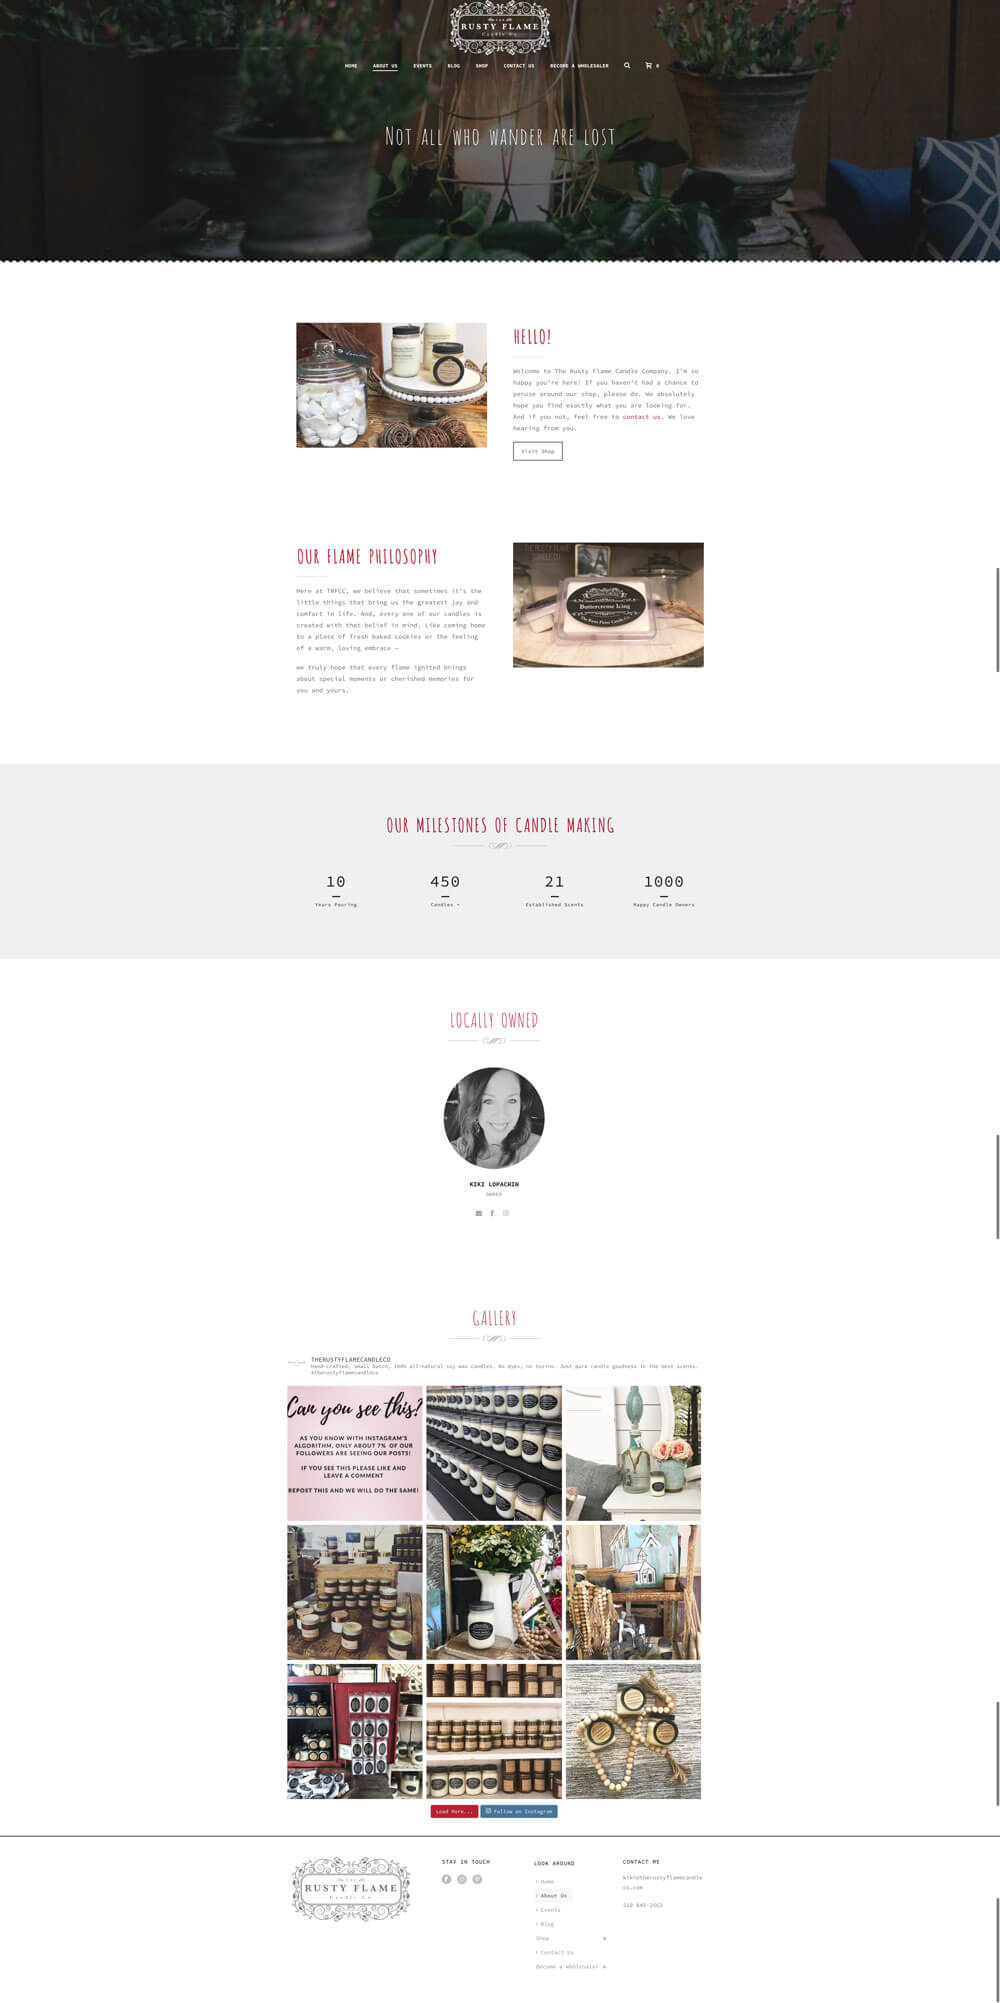 RUSTY FLAME
Candle Co
HOME ABOUT US EVENTS BLOG SHOP CONTACT US BECOME A WHOLESALER 0
NOT ALL WHO WANDER ARE LOST
HELLO!
Welcome to The Rusty Flame Candle Company. I'm so
happy you're here! If you haven't had a chance to
peruse around our shop, please do. We absolutely
hope you find exactly what you are looking for.
And if you not, feel free to contact us. We love
hearing from you.
Visit Shop
OUR FLAME PHILOSOPHY
Here at TRFCC, we believe that sometimes it's the
little things that bring us the greatest joy and
comfort in life. And, every one of our candles is
created with that belief in mind. Like coming home
to a plate of fresh baked cookies or the feeling
of a warm, loving embrace –
we truly hope that every flame ignited brings
about special moments or cherished memories for
you and yours.
THE RUSTY FLAME
CANDLE CO
Buttercreme Icing
The Rusty Flame Candle Co.
OUR MILESTONES OF CANDLE MAKING
10 450 21 1000
Years Pouring Candles + Established Scents Happy Candle Owners
LOCALLY OWNED
KIKI LOPACHIN
OWNER
GALLERY
THERUSTYFLAMECANDLECO
Hand-crafted, small batch, 100% all-natural soy wax candles. No dyes, no toxins. Just pure candle goodness in the best scents.
#therustyflamecandleco
Can you see this?
AS YOU KNOW WITH INSTAGRAM'S
ALGORITHM, ONLY ABOUT 7% OF OUR
FOLLOWERS ARE SEEING OUR POSTS!
IF YOU SEE THIS PLEASE LIKE AND
LEAVE A COMMENT
REPOST THIS AND WE WILL DO THE SAME!
Load More...
Follow on Instagram
RUSTY FLAME
Candle Co
STAY IN TOUCH
LOOK AROUND
Home
About Us
Events
Blog
Shop
Contact Us
Become a wholesaler
CONTACT ME
kiki@therustyflamecandle
co.com